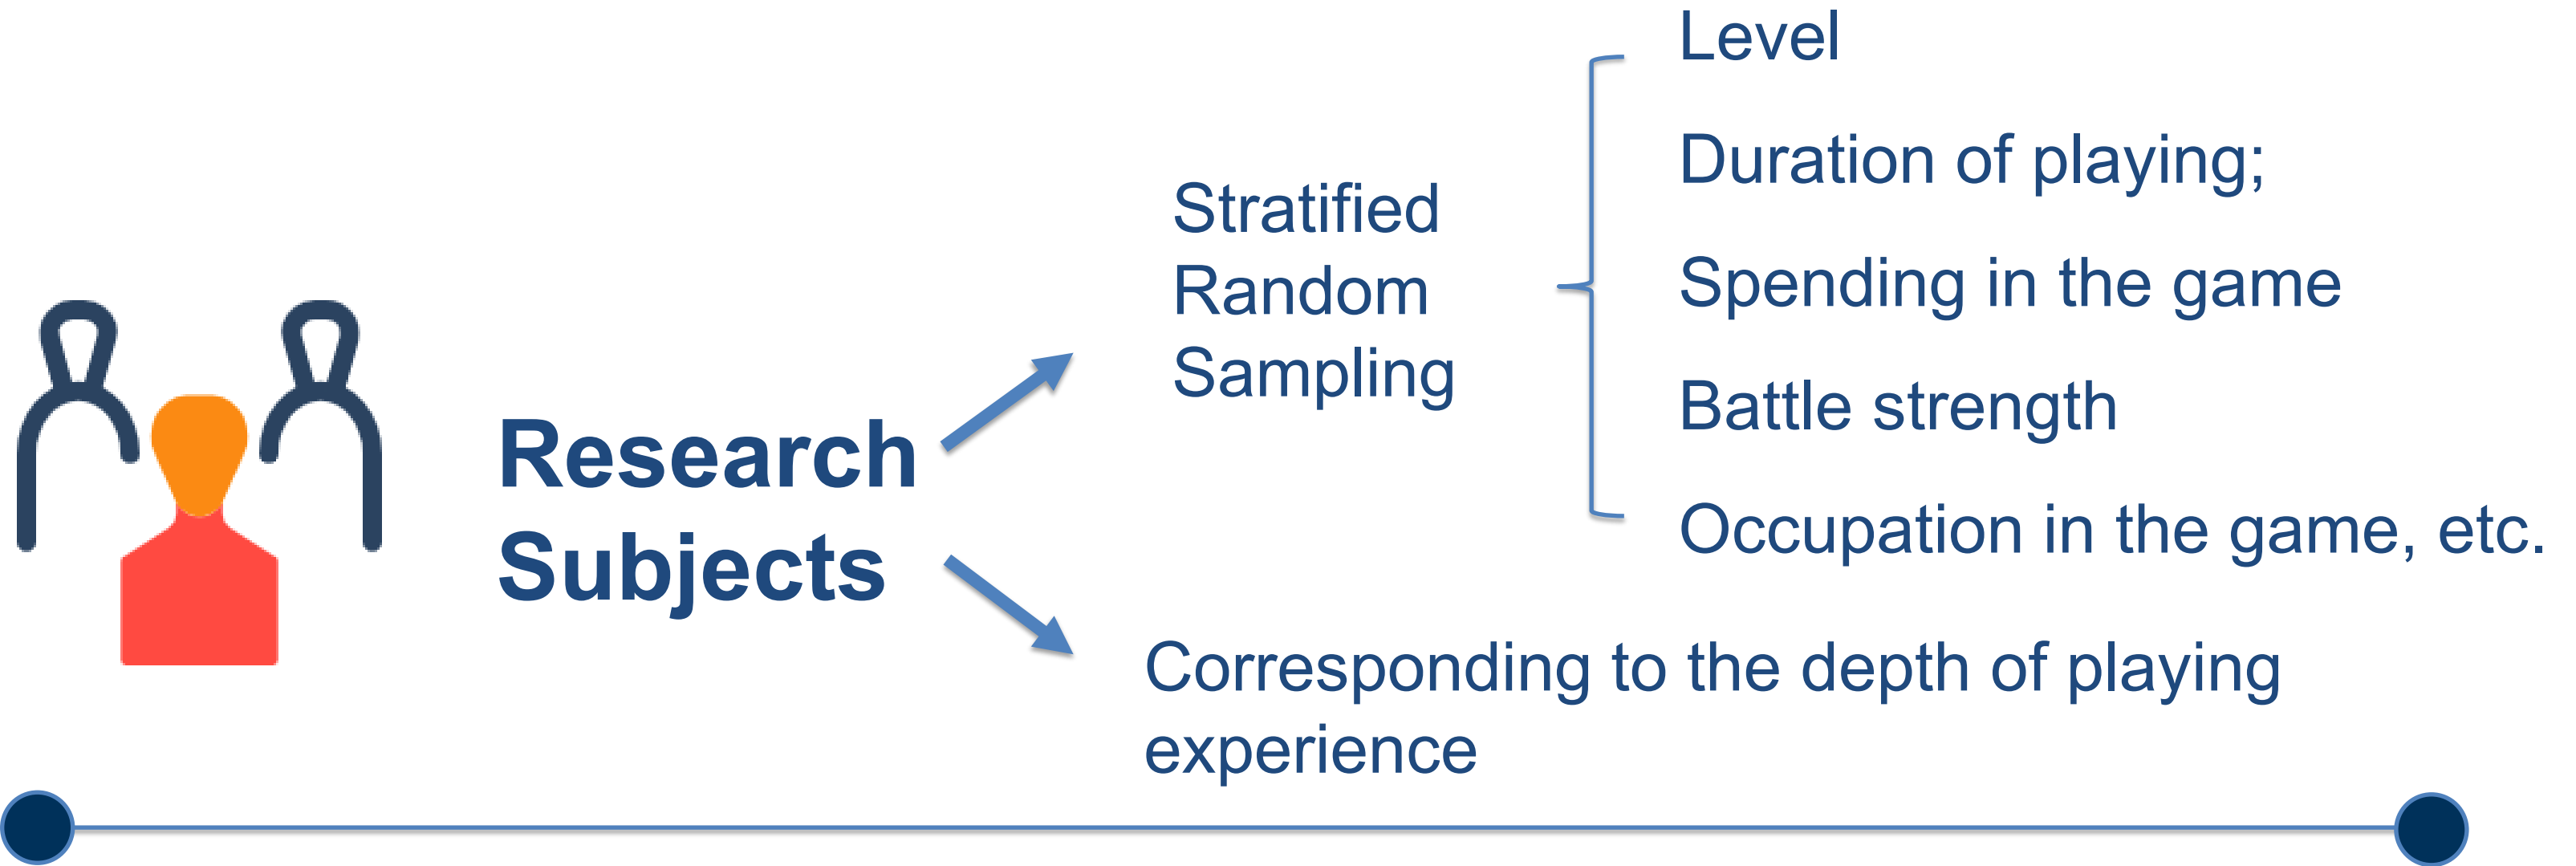 Research
Subjects
Stratified
Random
Sampling
Level
Duration of playing;
Spending in the game
Battle strength
Occupation in the game, etc.
Corresponding to the depth of playing
experience